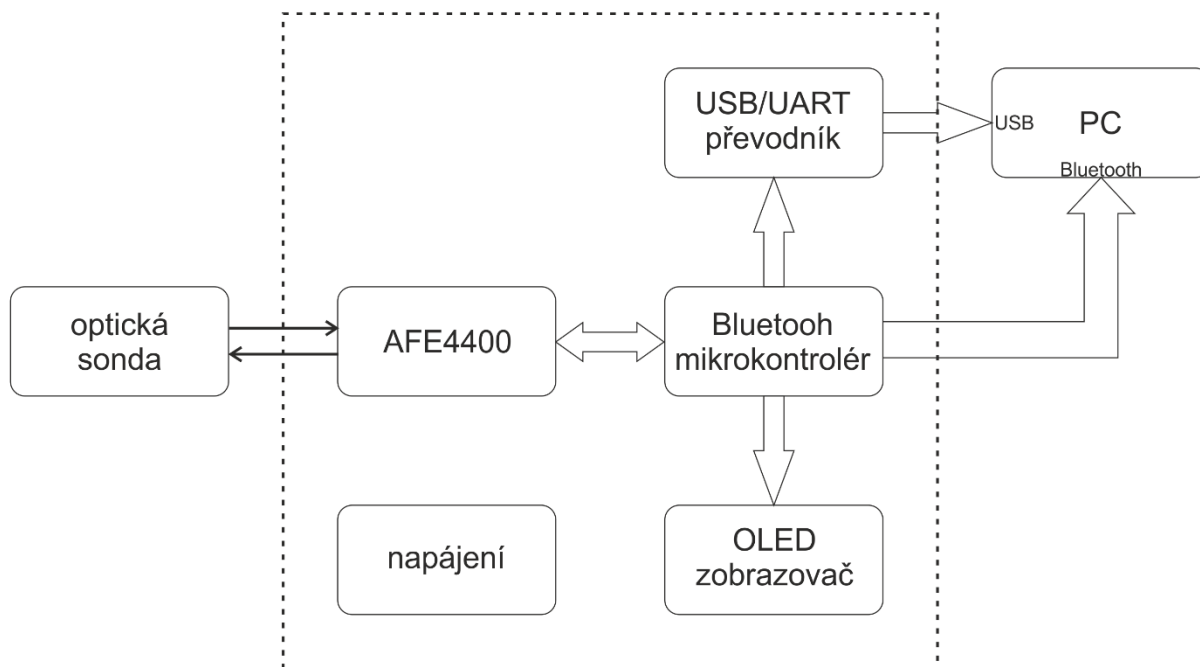 USB/UART
převodník
USB
PC
Bluetooth
optická
sonda
AFE4400
Bluetooh
mikrokontrolér
napájení
OLED
zobrazovač